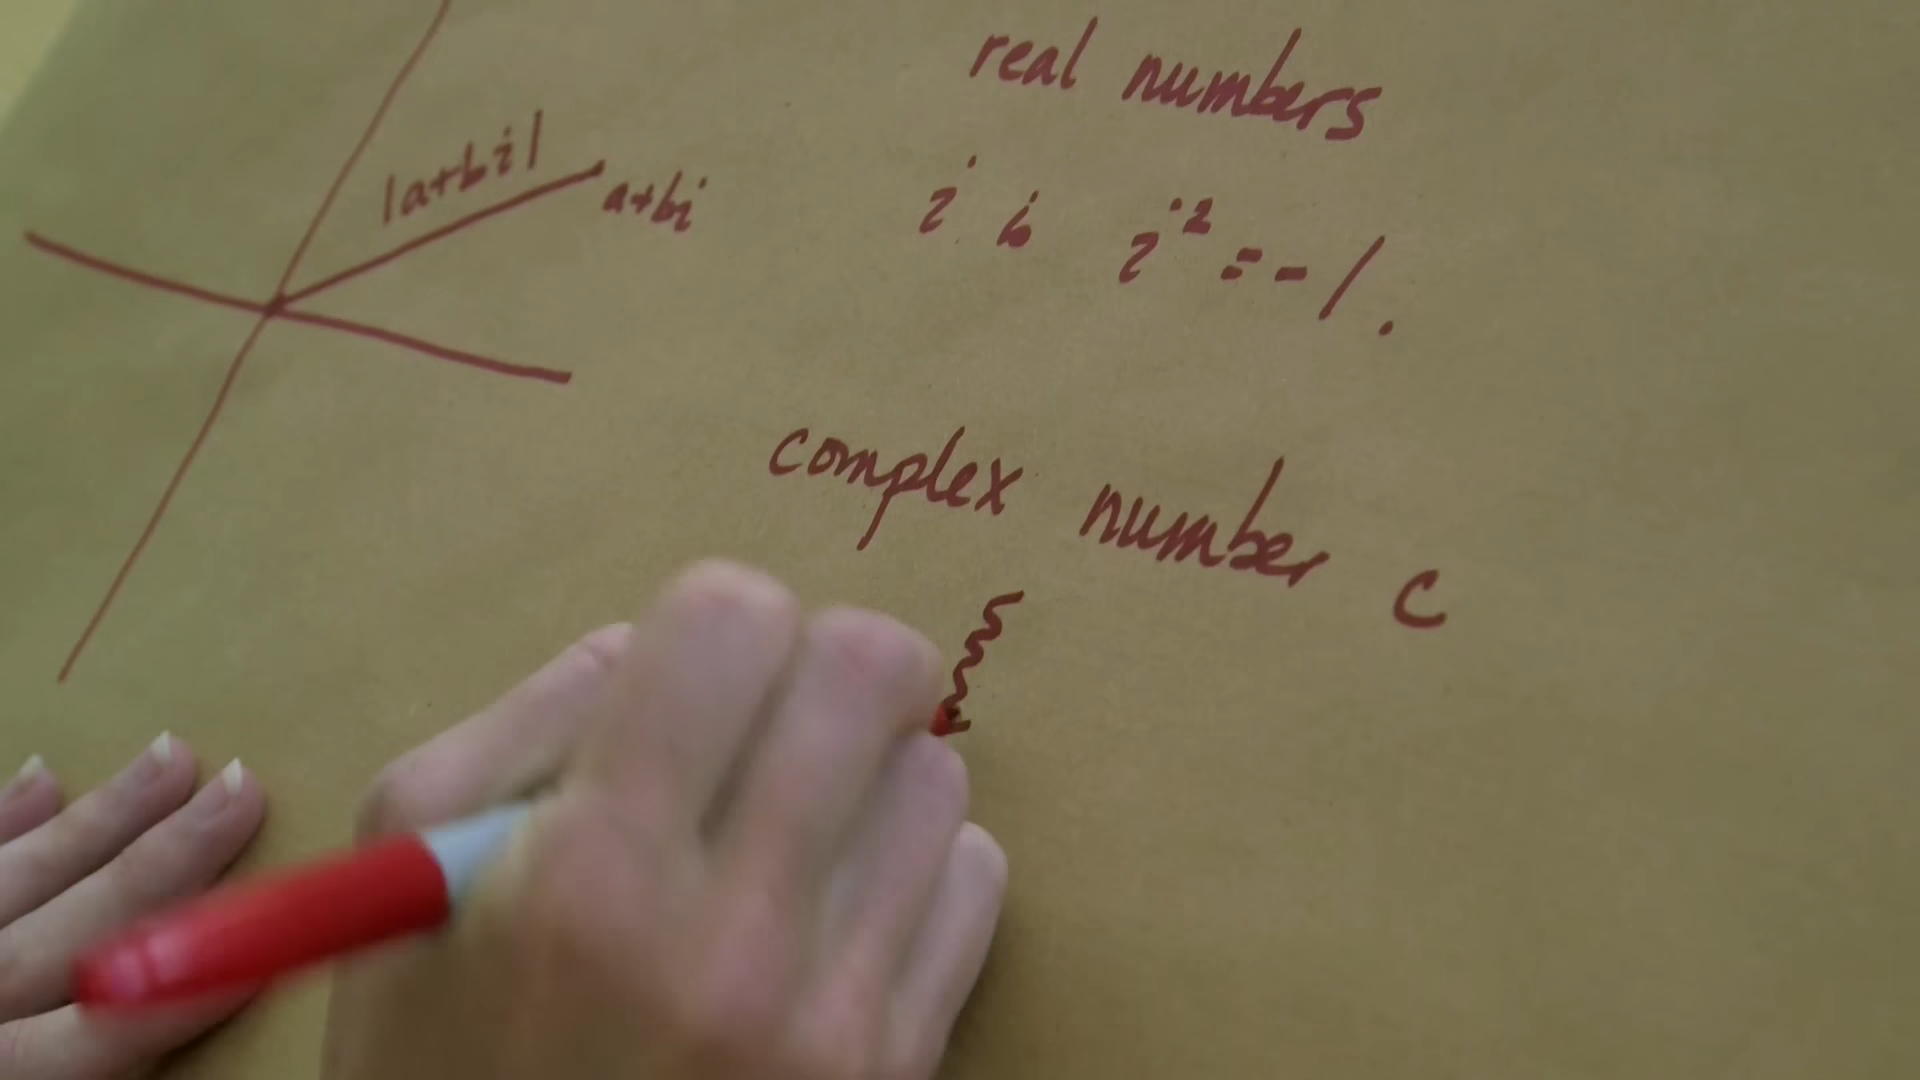 real numbers
|a+bi|
a+bi
i is i² = -1.
complex number c